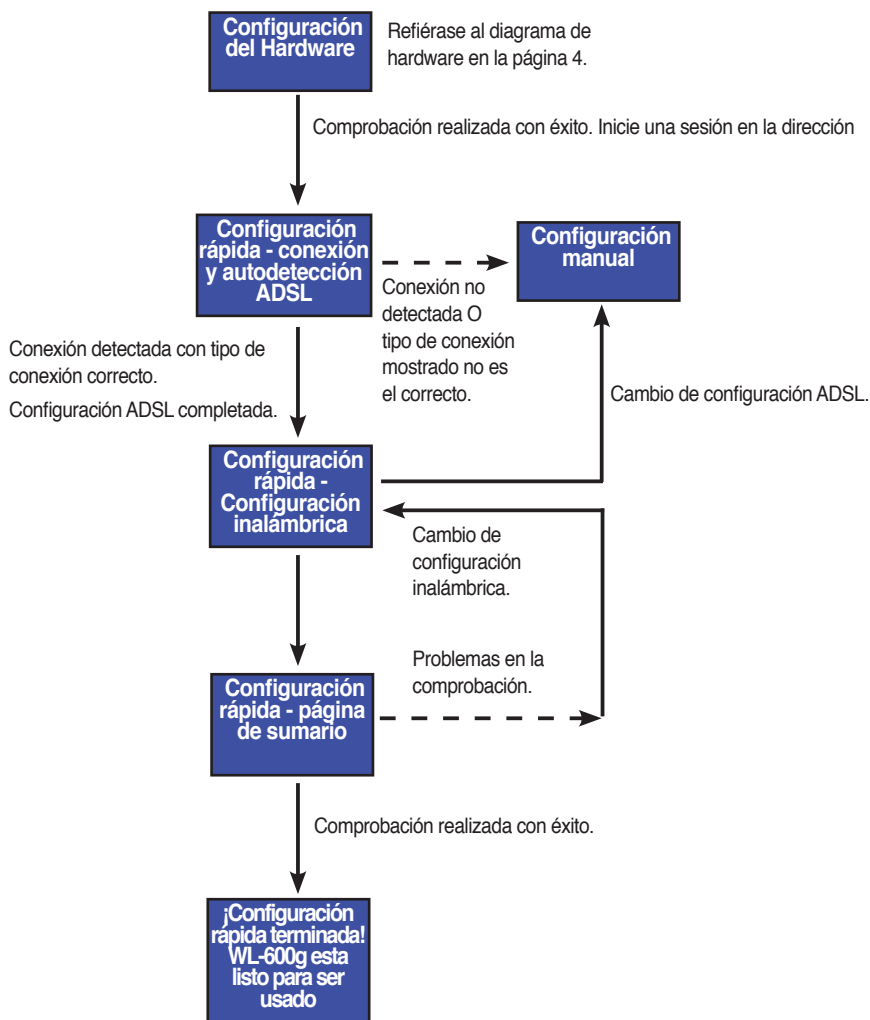 Configuración
del Hardware
Refiérase al diagrama de
hardware en la página 4.
Comprobación realizada con éxito. Inicie una sesión en la dirección
Configuración
rápida - conexión
y autodetección
ADSL
Configuración
manual
Conexión no
detectada O
tipo de conexión
mostrado no es
el correcto.
Conexión detectada con tipo de
conexión correcto.
Configuración ADSL completada.
Cambio de configuración ADSL.
Configuración
rápida -
Configuración
inalámbrica
Cambio de
configuración
inalámbrica.
Problemas en la
comprobación.
Configuración
rápida - página
de sumario
Comprobación realizada con éxito.
¡Configuración
rápida terminada!
WL-600g esta
listo para ser
usado